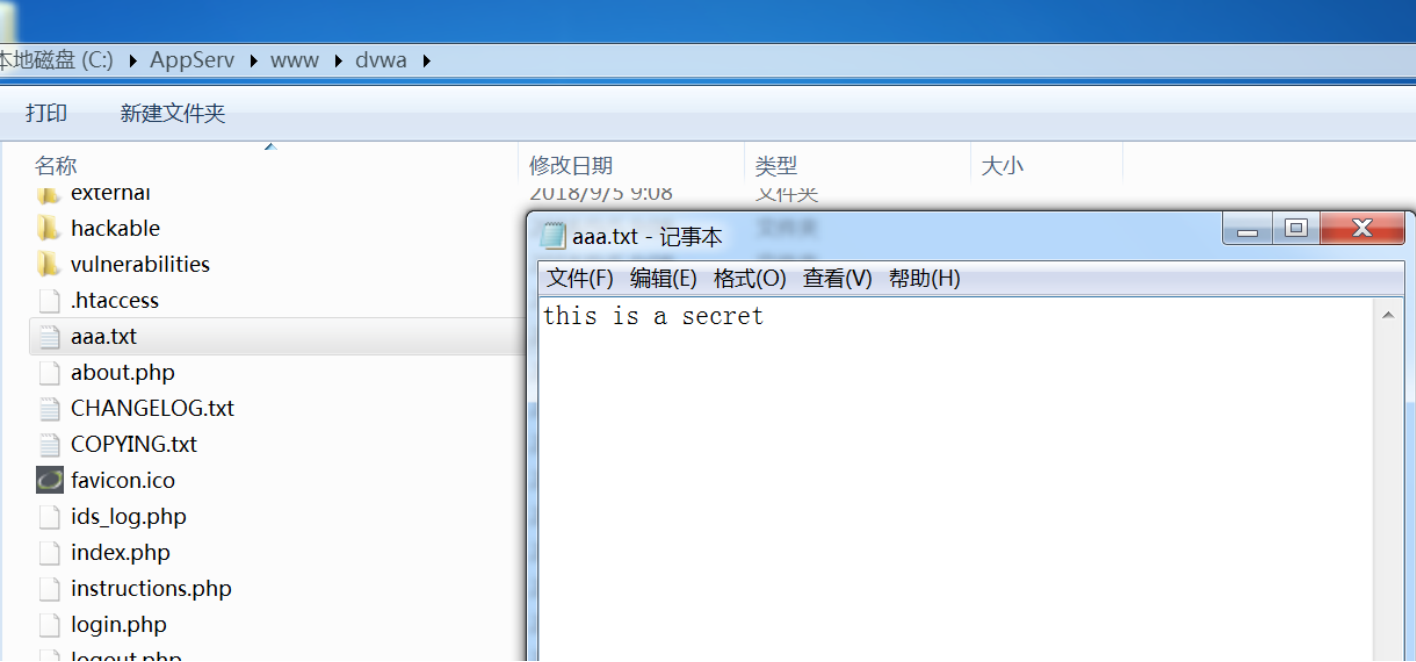 本地磁盘 (C:) ▸ AppServ ▸ www ▸ dvwa ▸
打印 新建文件夹
名称 修改日期 类型 大小
external 2018/9/5 9:08 文件夹
hackable
vulnerabilities
.htaccess
aaa.txt
about.php
CHANGELOG.txt
COPYING.txt
favicon.ico
ids_log.php
index.php
instructions.php
login.php
logout.php
aaa.txt - 记事本
文件(F) 编辑(E) 格式(O) 查看(V) 帮助(H)
this is a secret